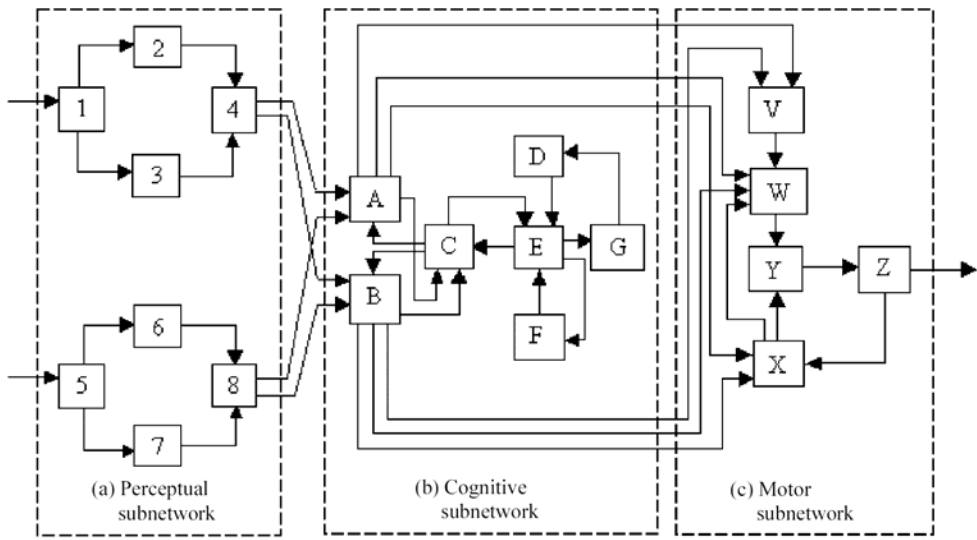 1
2
3
4
5
6
7
8
(a) Perceptual
subnetwork
A
B
C
D
E
F
G
(b) Cognitive
subnetwork
V
W
Y
Z
X
(c) Motor
subnetwork